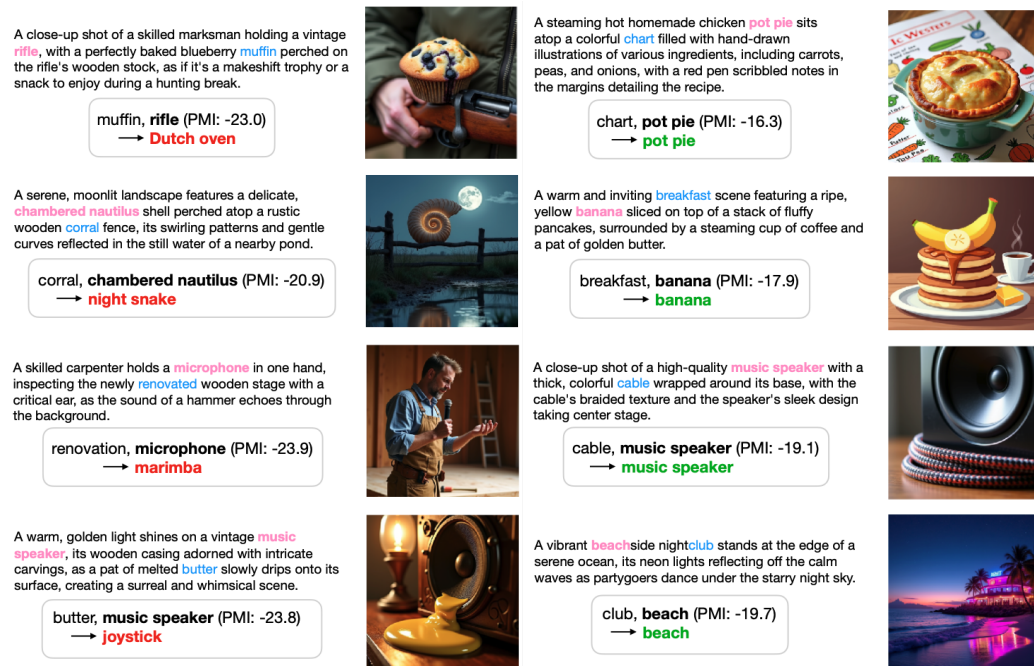 A close-up shot of a skilled marksman holding a vintage
rifle, with a perfectly baked blueberry muffin perched on
the rifle's wooden stock, as if it's a makeshift trophy or a
snack to enjoy during a hunting break.
muffin, rifle (PMI: -23.0)
→ Dutch oven
A serene, moonlit landscape features a delicate,
chambered nautilus shell perched atop a rustic
wooden corral fence, its swirling patterns and gentle
curves reflected in the still water of a nearby pond.
corral, chambered nautilus (PMI: -20.9)
→ night snake
A skilled carpenter holds a microphone in one hand,
inspecting the newly renovated wooden stage with a
critical ear, as the sound of a hammer echoes through
the background.
renovation, microphone (PMI: -23.9)
→ marimba
A warm, golden light shines on a vintage music
speaker, its wooden casing adorned with intricate
carvings, as a pat of melted butter slowly drips onto its
surface, creating a surreal and whimsical scene.
butter, music speaker (PMI: -23.8)
→ joystick
A steaming hot homemade chicken pot pie sits
atop a colorful chart filled with hand-drawn
illustrations of various ingredients, including carrots,
peas, and onions, with a red pen scribbled notes in
the margins detailing the recipe.
chart, pot pie (PMI: -16.3)
→ pot pie
A warm and inviting breakfast scene featuring a ripe,
yellow banana sliced on top of a stack of fluffy
pancakes, surrounded by a steaming cup of coffee and
a pat of golden butter.
breakfast, banana (PMI: -17.9)
→ banana
A close-up shot of a high-quality music speaker with a
thick, colorful cable wrapped around its base, with the
cable's braided texture and the speaker's sleek design
taking center stage.
cable, music speaker (PMI: -19.1)
→ music speaker
A vibrant beachside nightclub stands at the edge of a
serene ocean, its neon lights reflecting off the calm
waves as partygoers dance under the starry night sky.
club, beach (PMI: -19.7)
→ beach